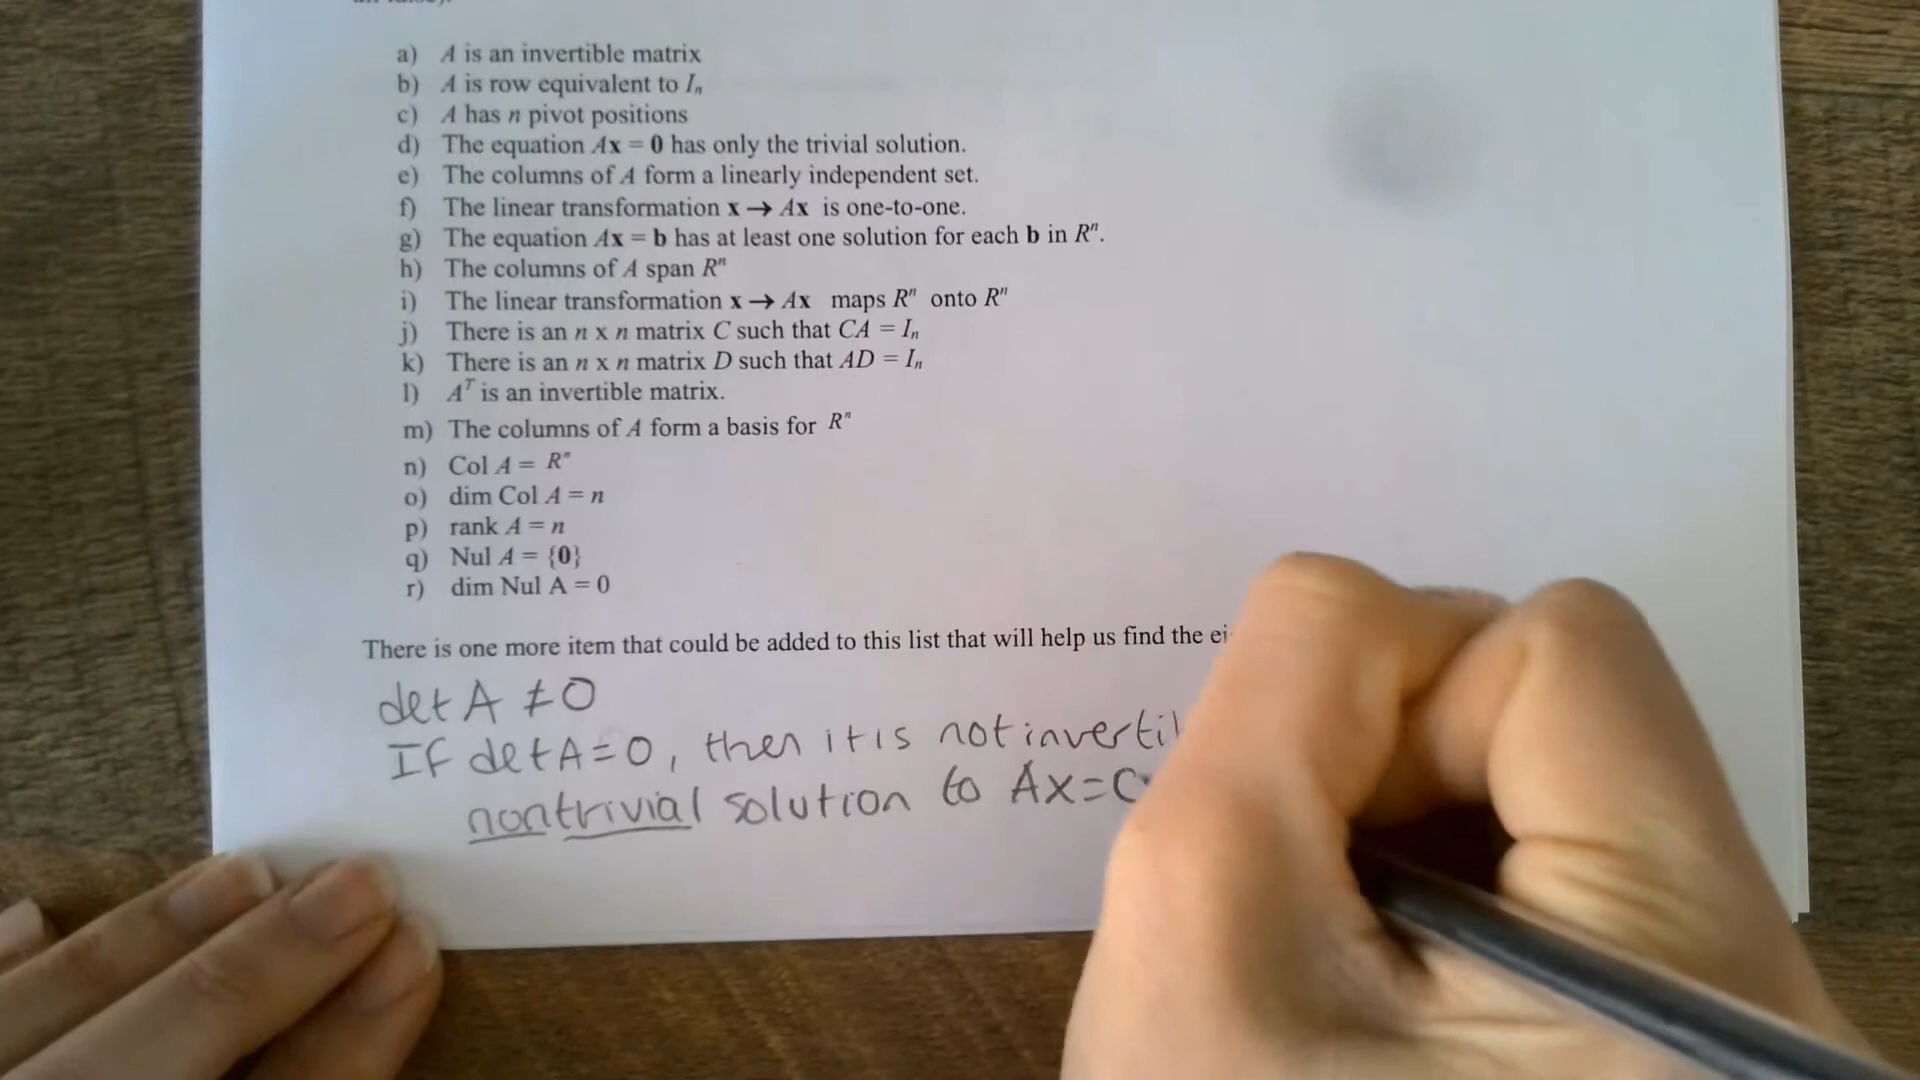 a) A is an invertible matrix
b) A is row equivalent to Iₙ
c) A has n pivot positions
d) The equation Ax = 0 has only the trivial solution.
e) The columns of A form a linearly independent set.
f) The linear transformation x → Ax is one-to-one.
g) The equation Ax = b has at least one solution for each b in Rⁿ.
h) The columns of A span Rⁿ
i) The linear transformation x → Ax maps Rⁿ onto Rⁿ
j) There is an n x n matrix C such that CA = Iₙ
k) There is an n x n matrix D such that AD = Iₙ
l) Aᵀ is an invertible matrix.
m) The columns of A form a basis for Rⁿ
n) Col A = Rⁿ
o) dim Col A = n
p) rank A = n
q) Nul A = {0}
r) dim Nul A = 0
There is one more item that could be added to this list that will help us find the
det A ≠ 0
If det A = 0, then it is not
nontrivial solution to Ax=